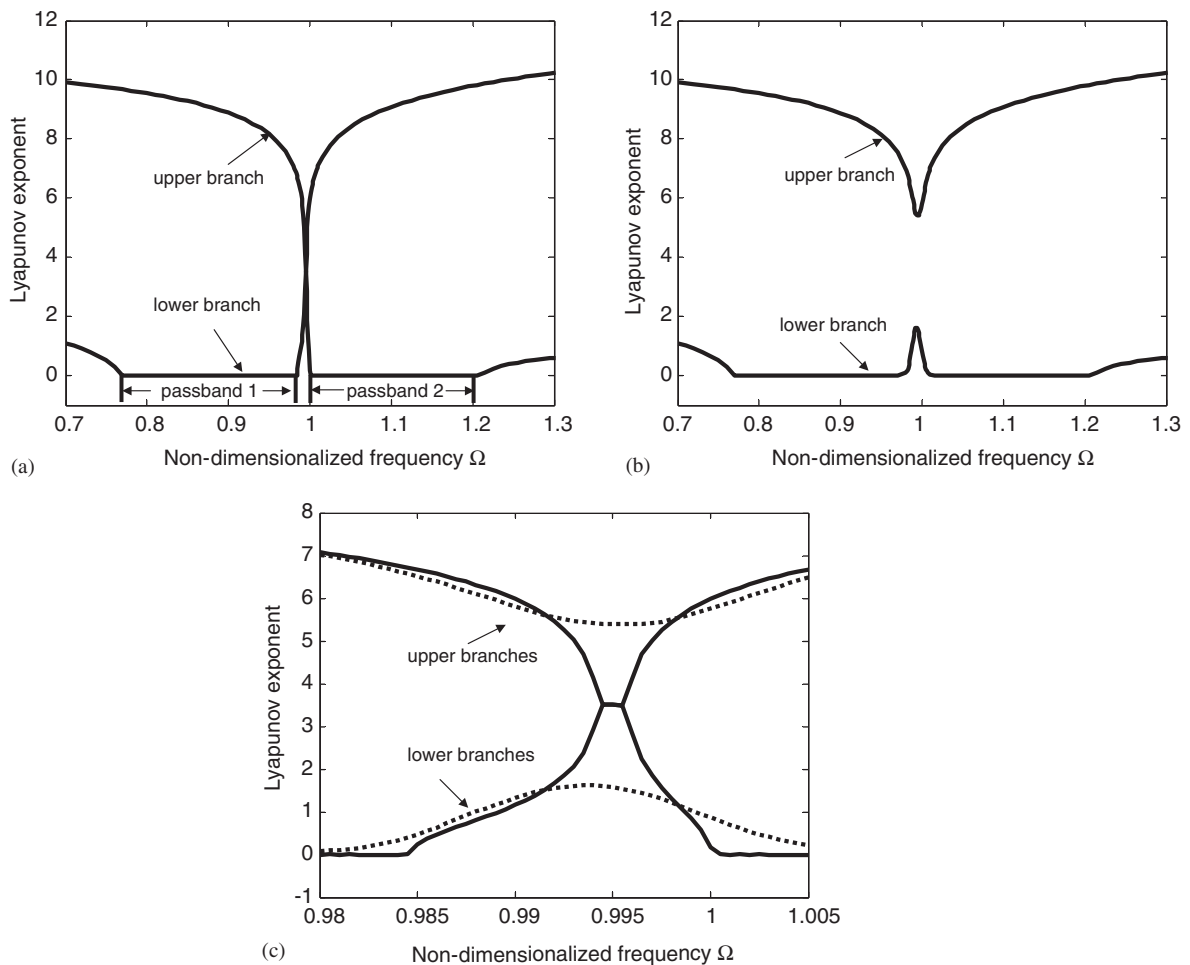 12
10
8
6
4
2
0
Lyapunov exponent
upper branch
lower branch
passband 1
passband 2
0.7 0.8 0.9 1 1.1 1.2 1.3
(a)
Non-dimensionalized frequency Ω
12
10
8
6
4
2
0
Lyapunov exponent
upper branch
lower branch
0.7 0.8 0.9 1 1.1 1.2 1.3
(b)
Non-dimensionalized frequency Ω
8
7
6
5
4
3
2
1
0
-1
Lyapunov exponent
upper branches
lower branches
0.98 0.985 0.99 0.995 1 1.005
(c)
Non-dimensionalized frequency Ω